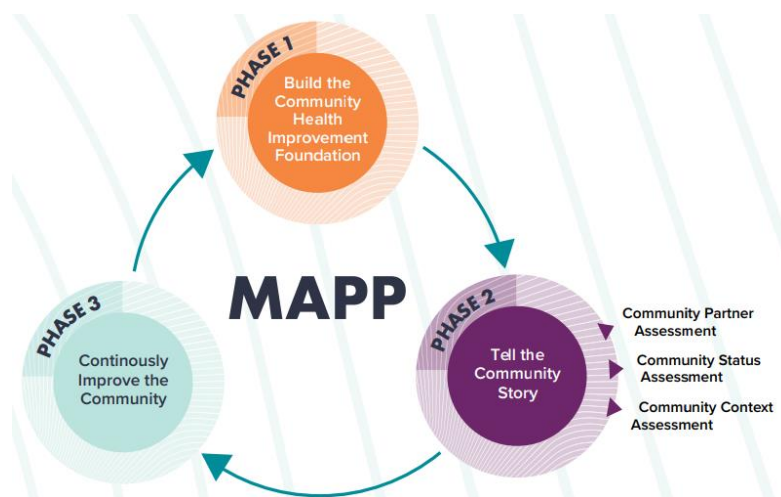 PHASE 1
Build the
Community
Health
Improvement
Foundation
MAPP
PHASE 2
Tell the
Community
Story
Community Partner
Assessment
Community Status
Assessment
Community Context
Assessment
PHASE 3
Continously
Improve the
Community